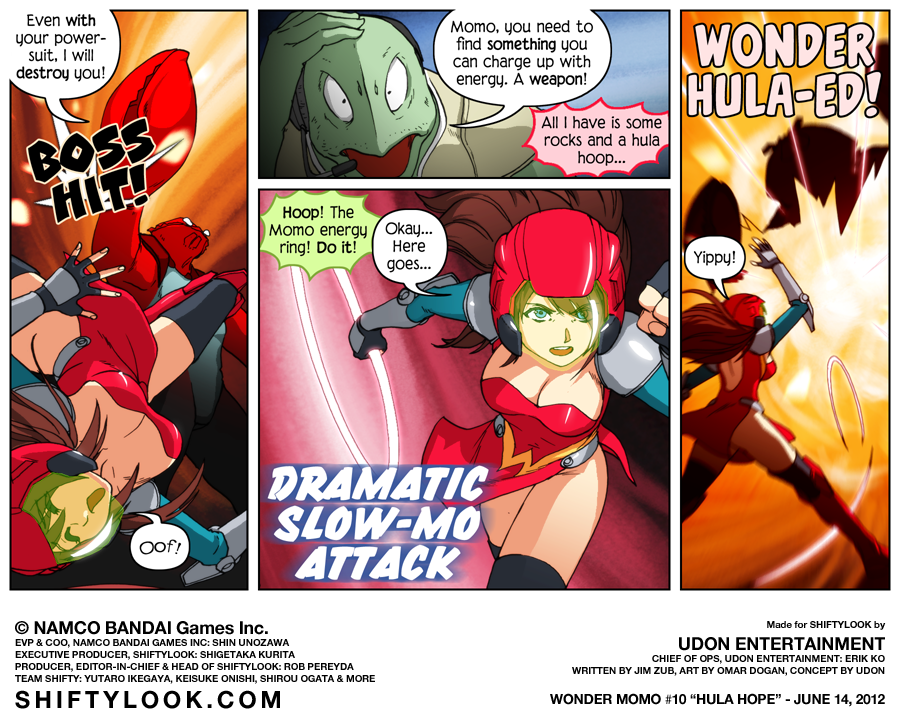 Even with
your power-
suit, I will
destroy you!
BOSS
HIT!
Oof!
Momo, you need to
find something you
can charge up with
energy. A weapon!
All I have is some
rocks and a hula
hoop...
Hoop! The
Momo energy
ring! Do it!
Okay...
Here
goes...
DRAMATIC
SLOW-MO
ATTACK
WONDER
HULA-ED!
Yippy!
© NAMCO BANDAI Games Inc.
EVP & COO, NAMCO BANDAI GAMES INC: SHIN UNOZAWA
EXECUTIVE PRODUCER, SHIFTYLOOK: SHIGETAKA KURITA
PRODUCER, EDITOR-IN-CHIEF & HEAD OF SHIFTYLOOK: ROB PEREYDA
TEAM SHIFTY: YUTARO IKEGAYA, KEISUKE ONISHI, SHIROU OGATA & MORE
SHIFTYLOOK.COM
Made for SHIFTYLOOK by
UDON ENTERTAINMENT
CHIEF OF OPS, UDON ENTERTAINMENT: ERIK KO
WRITTEN BY JIM ZUB, ART BY OMAR DOGAN, CONCEPT BY UDON
WONDER MOMO #10 “HULA HOPE” - JUNE 14, 2012